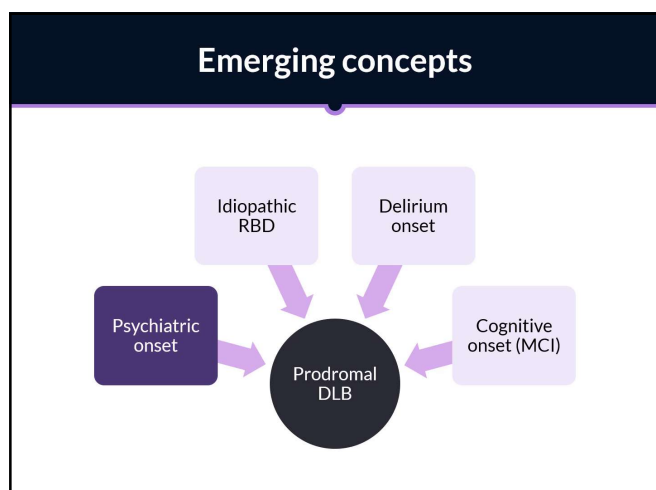 Emerging concepts
Idiopathic
RBD
Delirium
onset
Psychiatric
onset
Cognitive
onset (MCI)
Prodromal
DLB